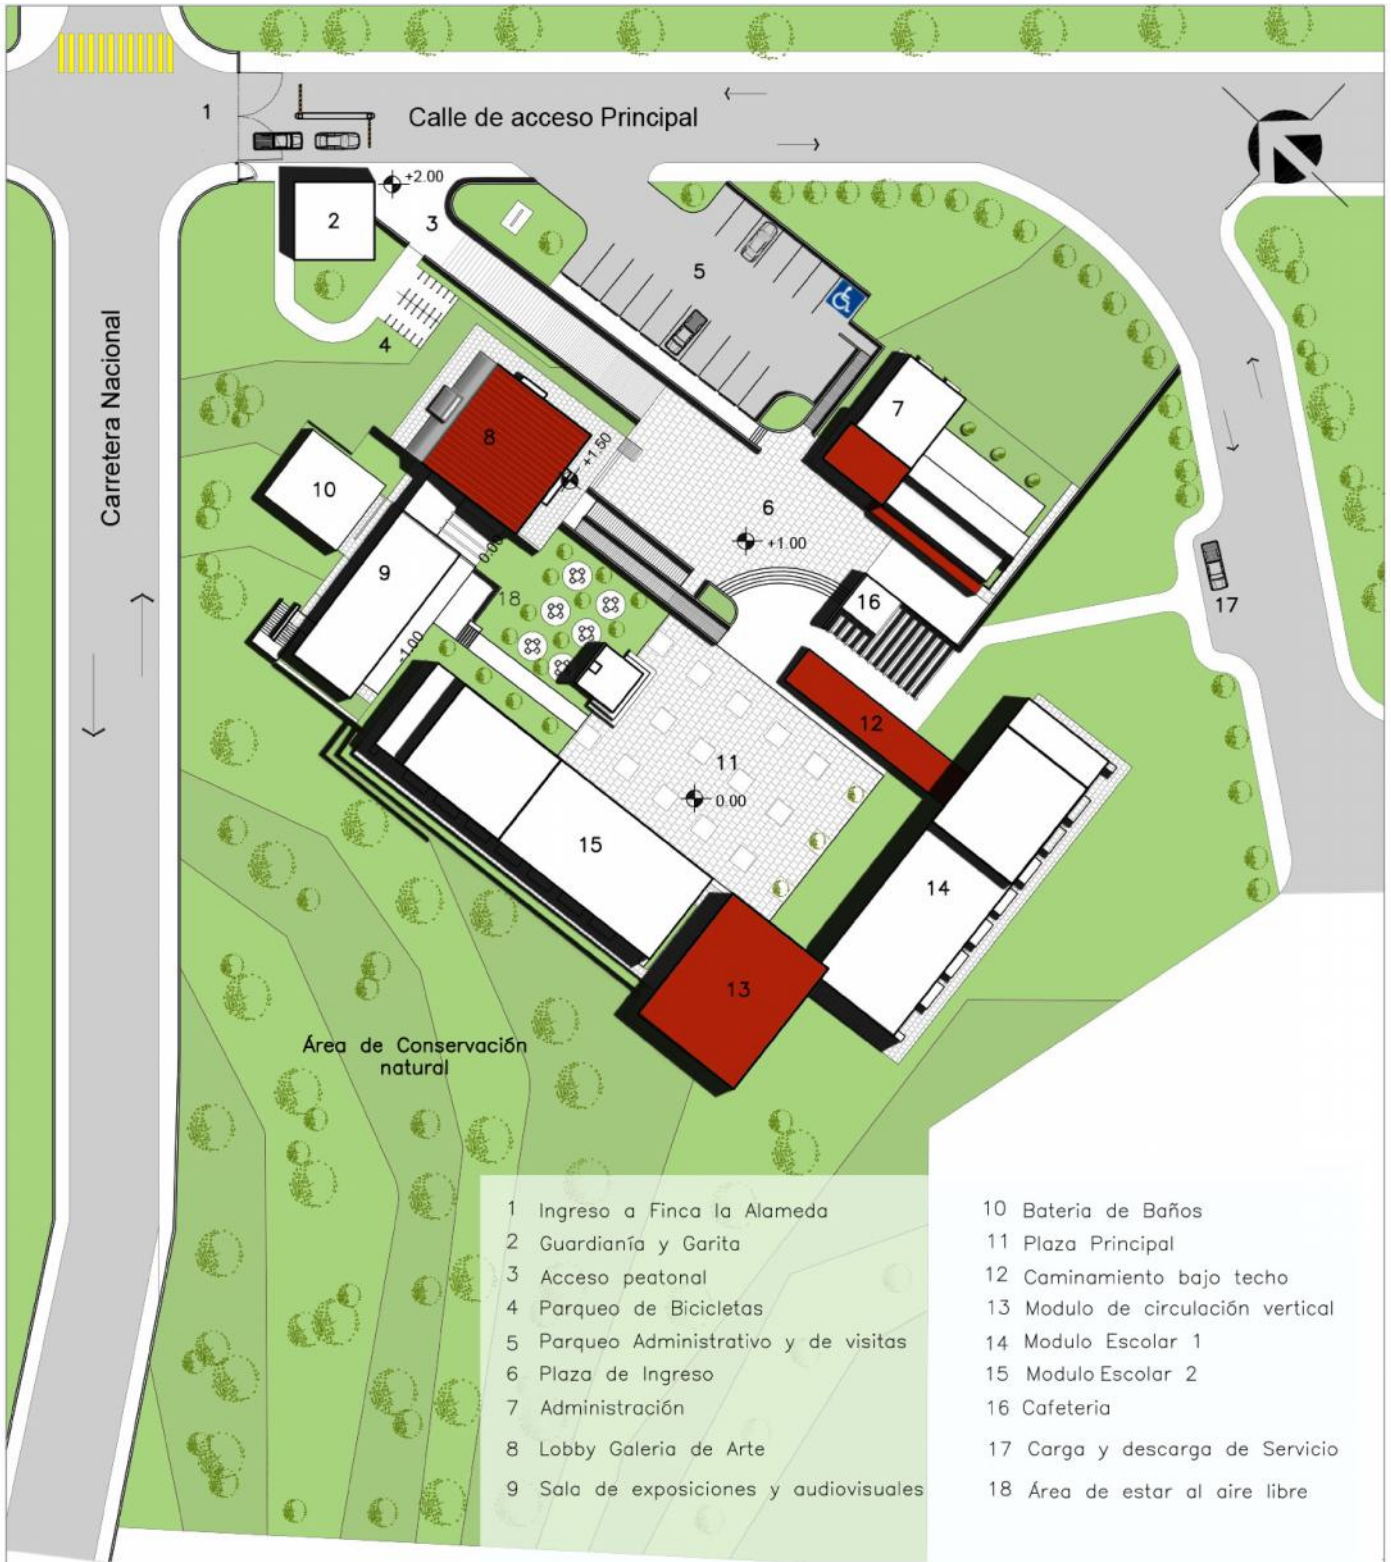 1
Calle de acceso Principal
+2.00
2
3
5
4
Carretera Nacional
7
8
+1.50
10
6
+1.00
0.00
9
18
16
17
-1.00
12
11
0.00
15
14
13
Área de Conservación
natural
1 Ingreso a Finca la Alameda
2 Guardianía y Garita
3 Acceso peatonal
4 Parqueo de Bicicletas
5 Parqueo Administrativo y de visitas
6 Plaza de Ingreso
7 Administración
8 Lobby Galeria de Arte
9 Sala de exposiciones y audiovisuales
10 Bateria de Baños
11 Plaza Principal
12 Caminamiento bajo techo
13 Modulo de circulación vertical
14 Modulo Escolar 1
15 Modulo Escolar 2
16 Cafeteria
17 Carga y descarga de Servicio
18 Área de estar al aire libre